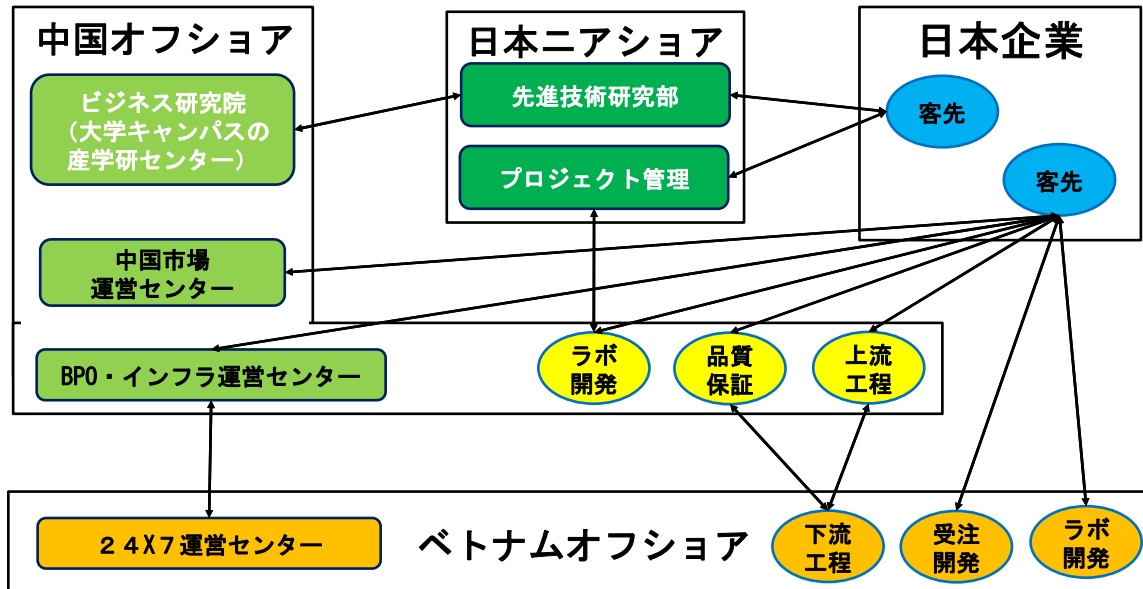 中国オフショア
ビジネス研究院
(大学キャンパスの
産学研センター)
中国市場
運営センター
BPO・インフラ運営センター
日本ニアショア
先進技術研究部
プロジェクト管理
日本企業
客先
客先
ラボ
開発
品質
保証
上流
工程
24X7運営センター
ベトナムオフショア
下流
工程
受注
開発
ラボ
開発